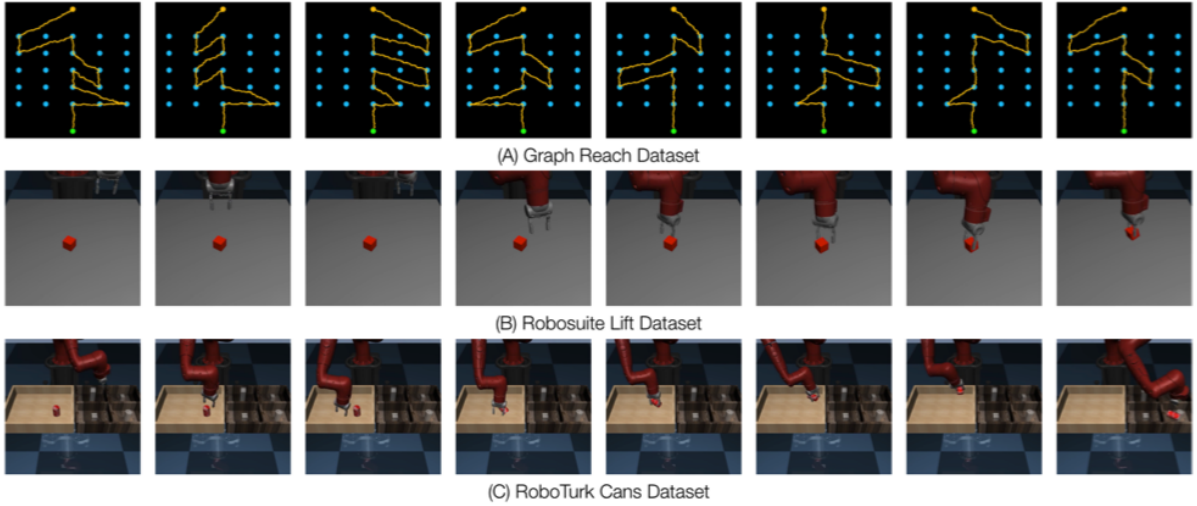 (A) Graph Reach Dataset
(B) Robosuite Lift Dataset
(C) RoboTurk Cans Dataset